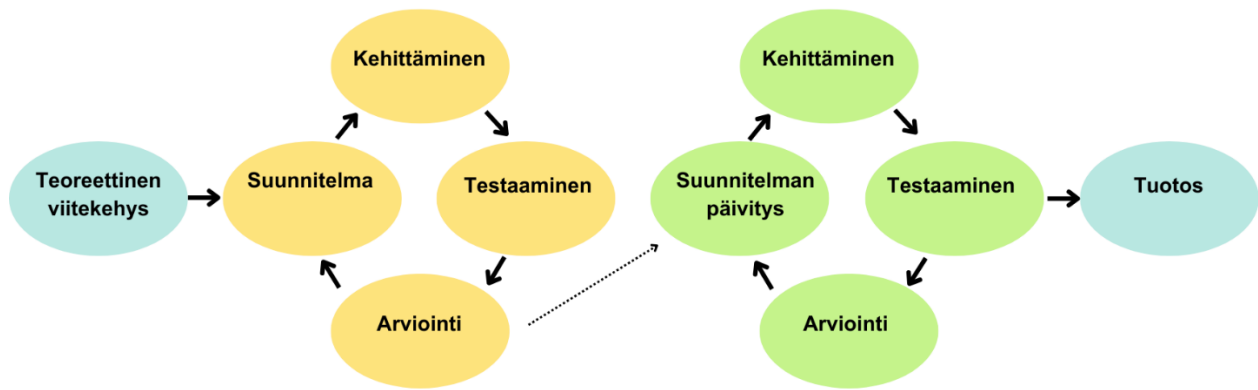 Teoreettinen
viitekehys
Suunnitelma
Kehittäminen
Testaaminen
Arviointi
Suunnitelman
päivitys
Kehittäminen
Testaaminen
Arviointi
Tuotos